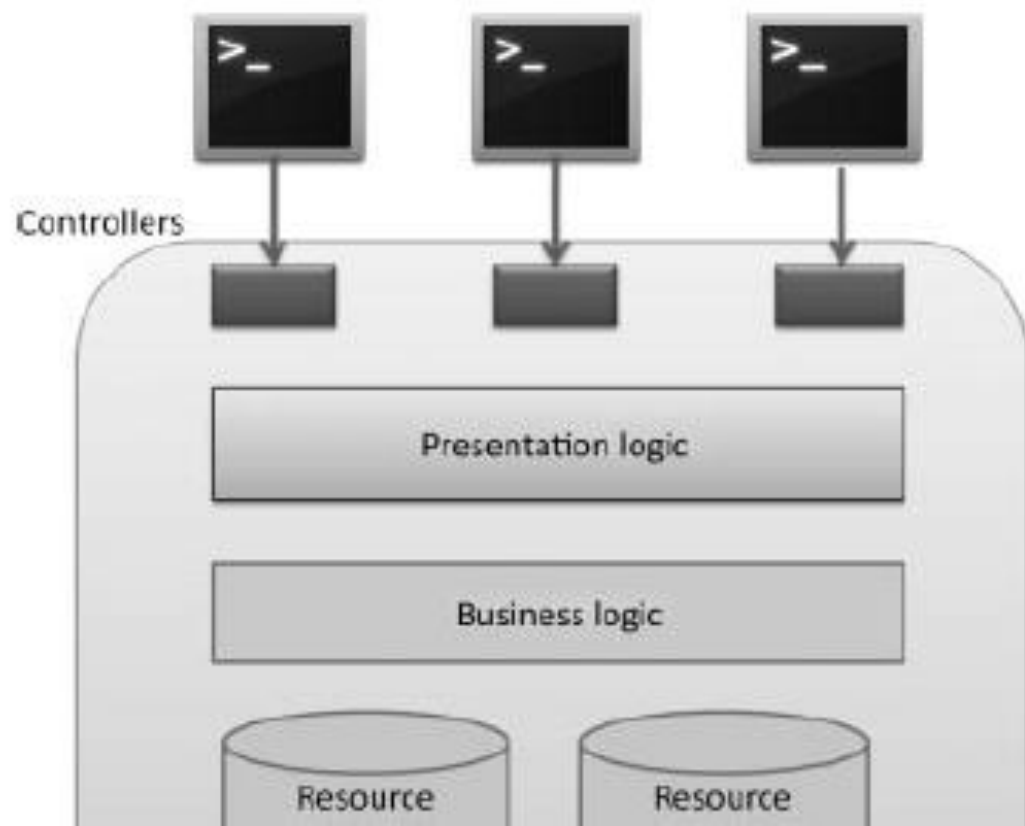 >_ >_ >_
Controllers
Presentation logic
Business logic
Resource Resource